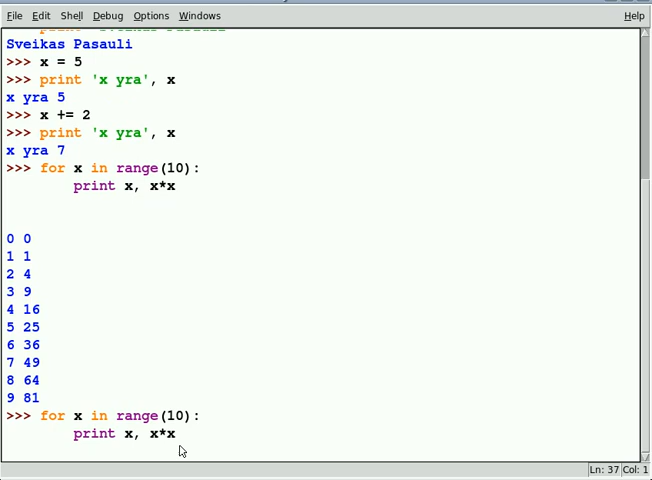 File Edit Shell Debug Options Windows Help
Sveikas Pasauli
>>> x = 5
>>> print 'x yra', x
x yra 5
>>> x += 2
>>> print 'x yra', x
x yra 7
>>> for x in range(10):
        print x, x*x
0 0
1 1
2 4
3 9
4 16
5 25
6 36
7 49
8 64
9 81
>>> for x in range(10):
        print x, x*x
Ln: 37 Col: 1